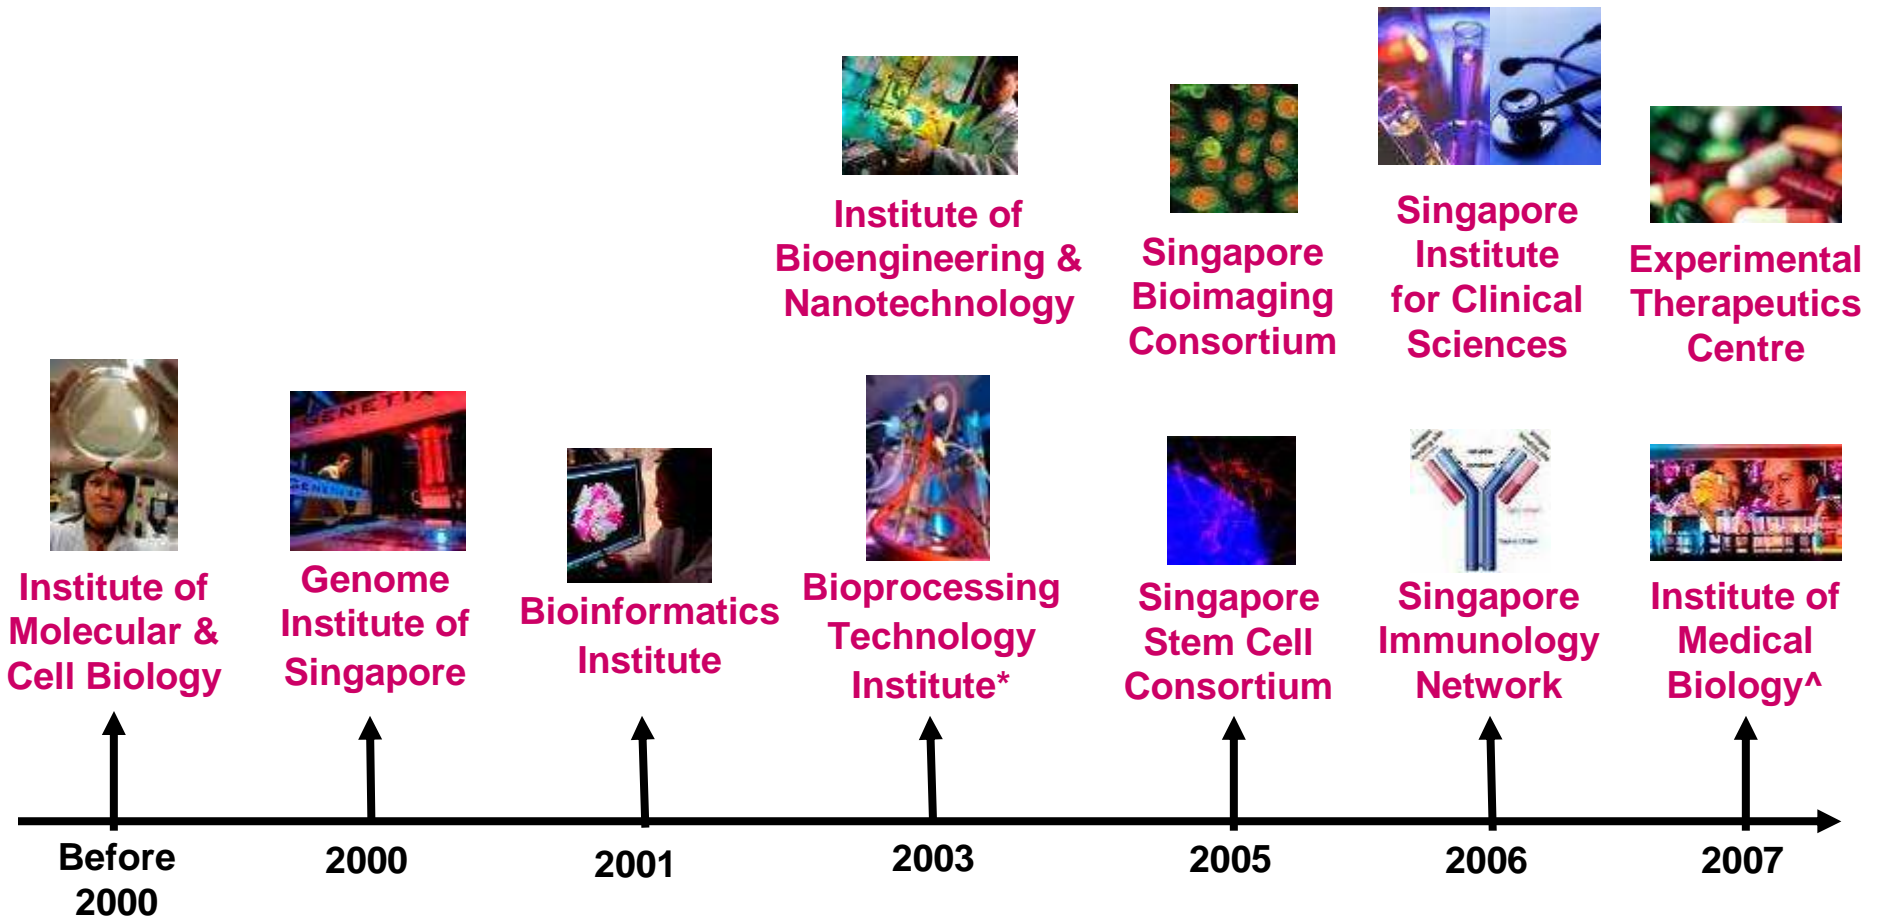 Institute of
Bioengineering &
Nanotechnology
Singapore
Bioimaging
Consortium
Singapore
Institute
for Clinical
Sciences
Experimental
Therapeutics
Centre
GENETIX
Institute of
Molecular &
Cell Biology
Genome
Institute of
Singapore
Bioinformatics
Institute
Bioprocessing
Technology
Institute*
Singapore
Stem Cell
Consortium
Singapore
Immunology
Network
Institute of
Medical
Biology^
Before
2000
2000
2001
2003
2005
2006
2007